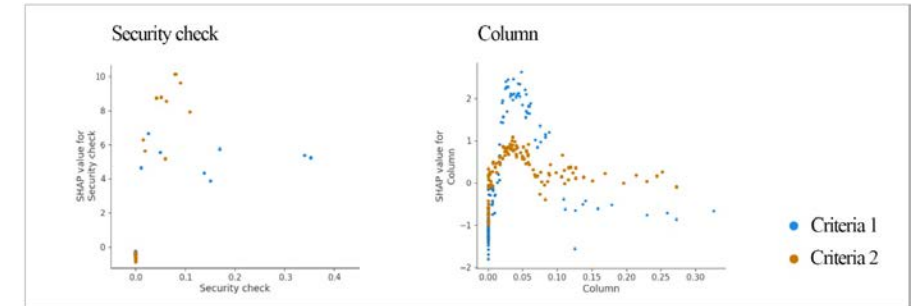 Security check
Column
10
8
6
4
2
0
SHAP value for
Security check
0.0 0.1 0.2 0.3 0.4
Security check
2
1
0
−1
−2
SHAP value for
Column
0.00 0.05 0.10 0.15 0.20 0.25 0.30
Column
Criteria 1
Criteria 2